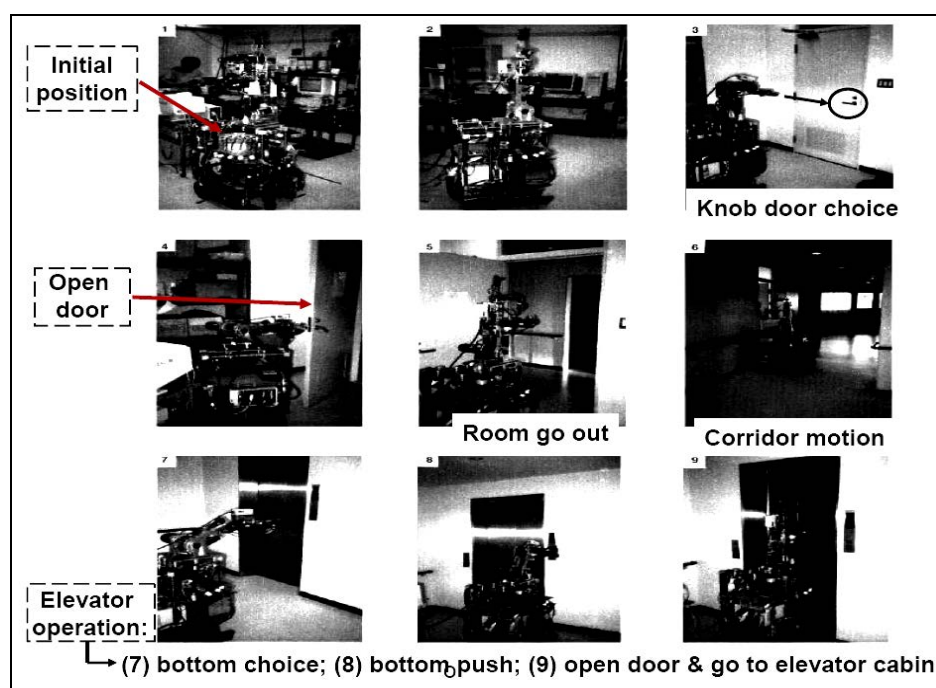 1
2
3
Initial
position
Knob door choice
4
5
6
Open
door
Room go out
Corridor motion
7
8
9
Elevator
operation:
(7) bottom choice; (8) bottom push; (9) open door & go to elevator cabin